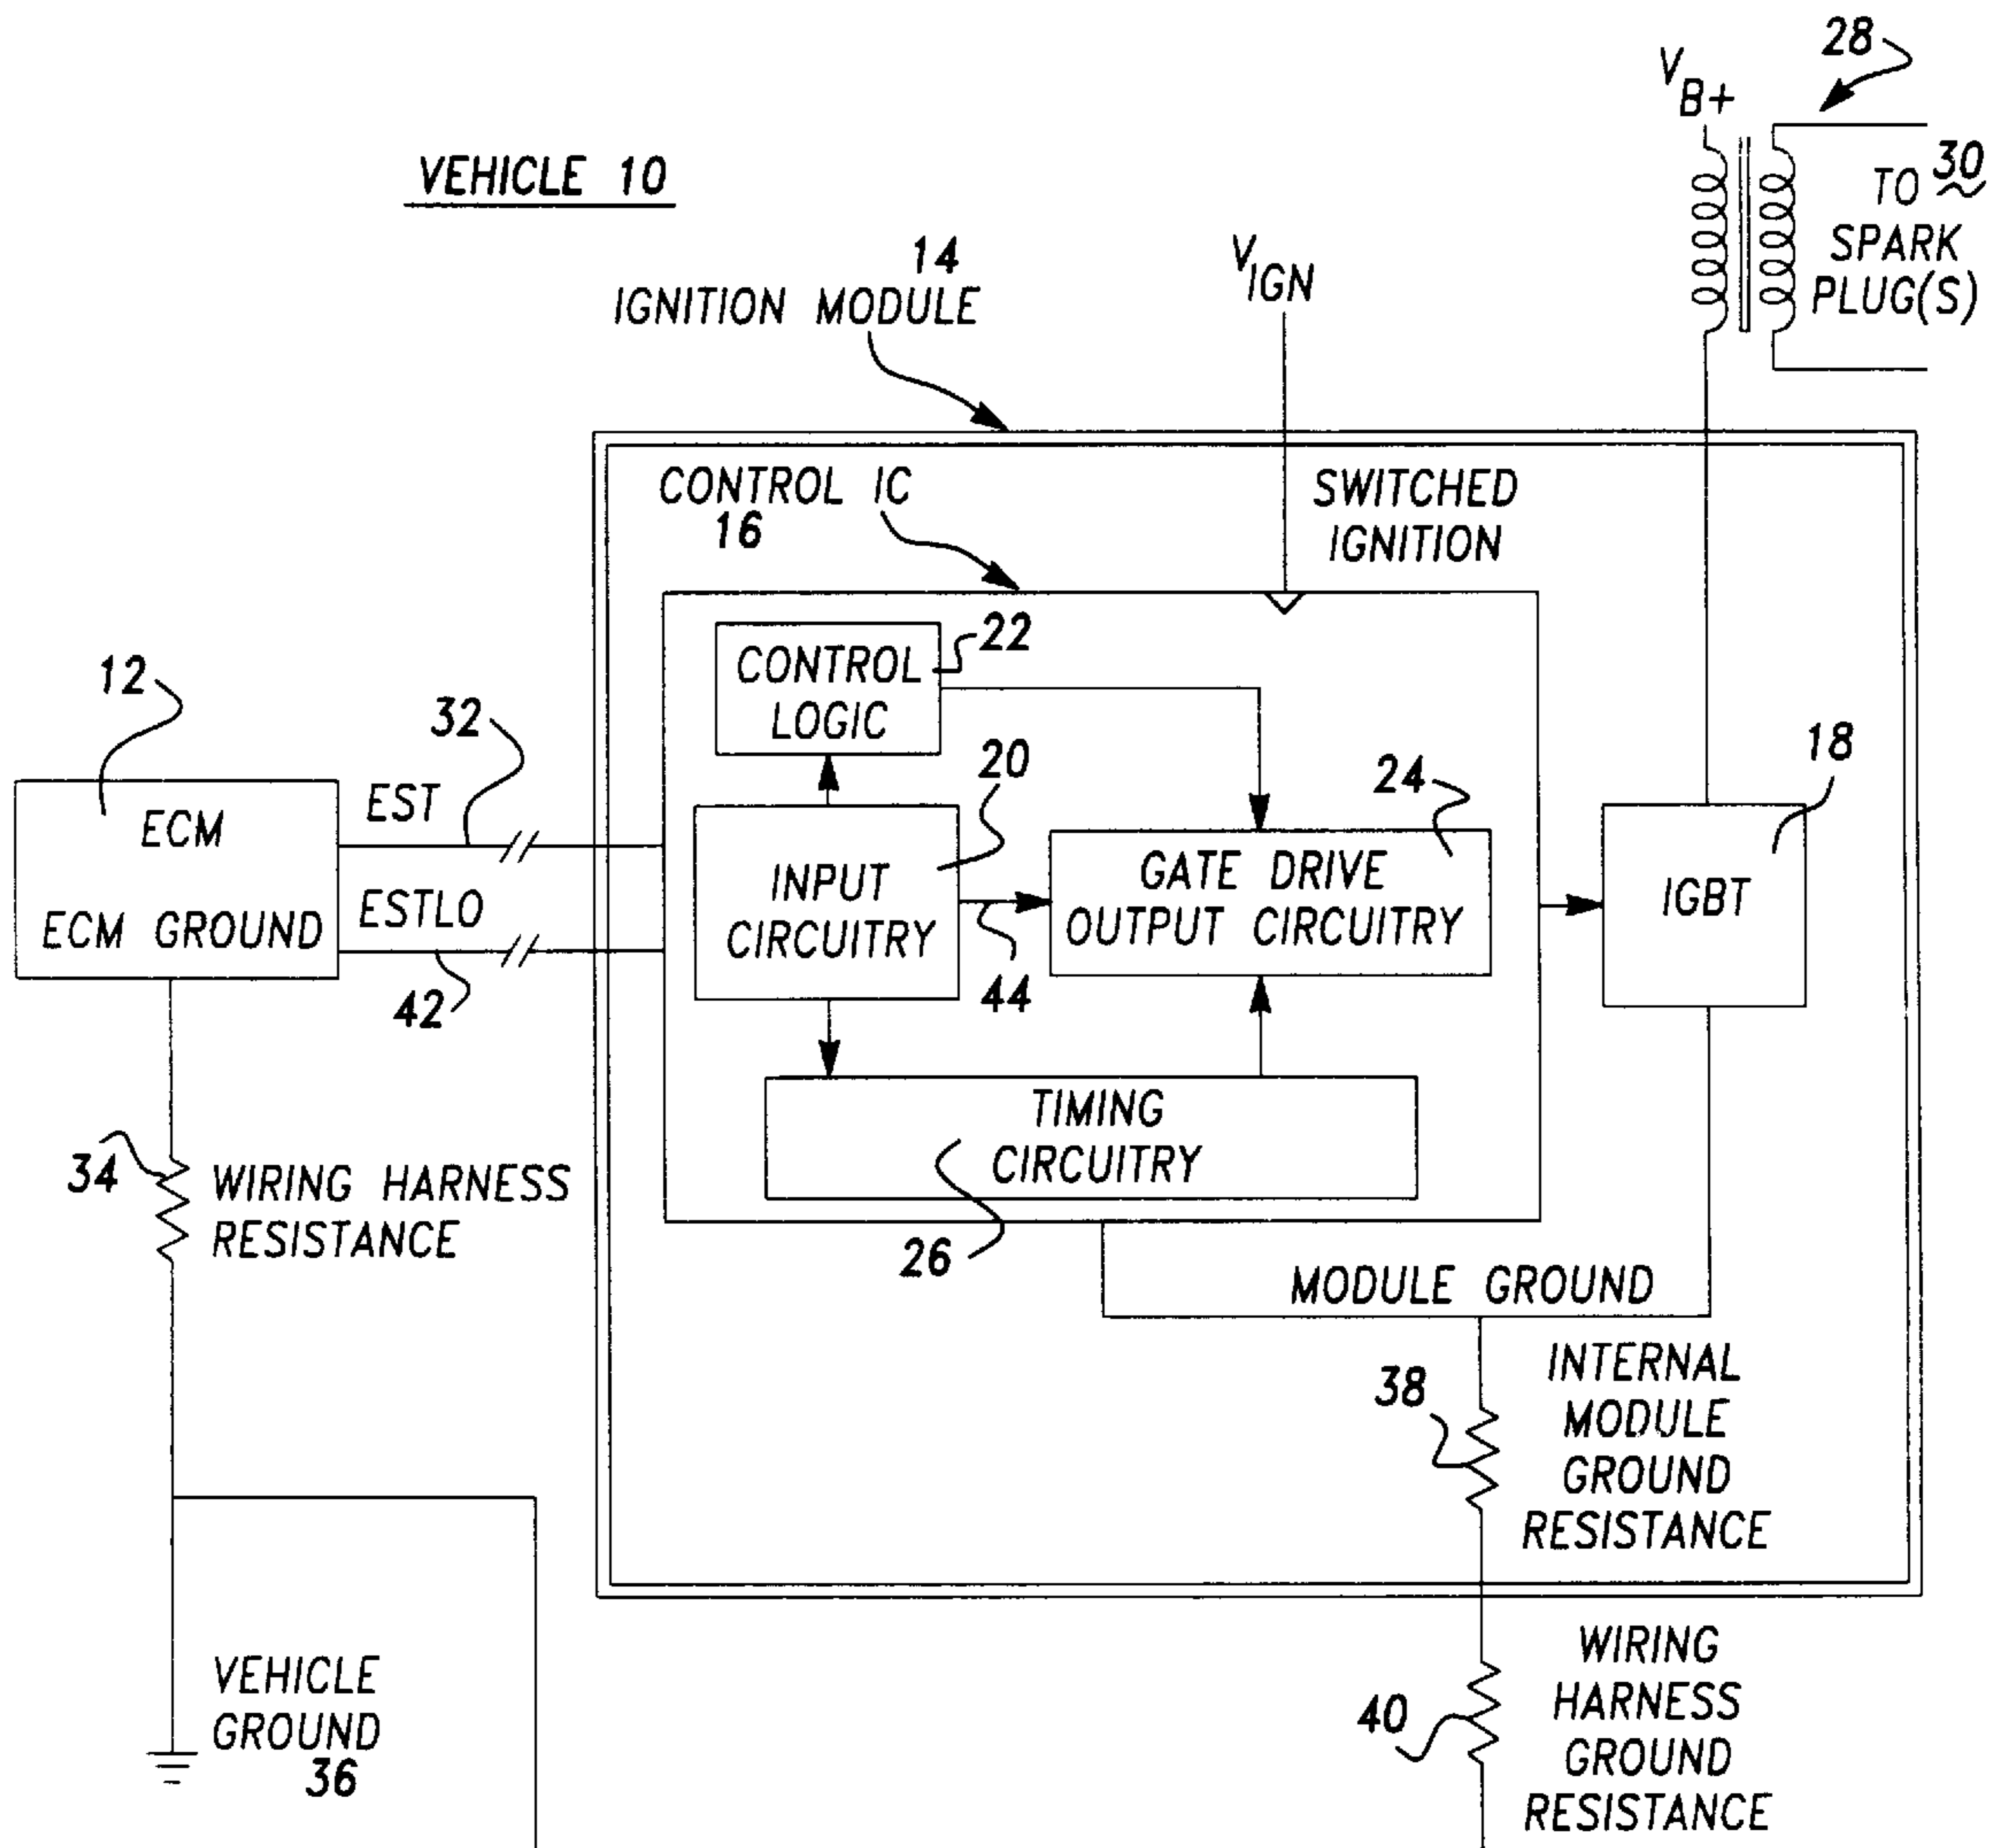 28
V B+
VEHICLE 10
30
TO
SPARK
PLUG(S)
14
IGNITION MODULE
V IGN
CONTROL IC
16
SWITCHED
IGNITION
22
CONTROL
LOGIC
12
32
20
24
18
EST
ECM
ECM GROUND
ESTLO
42
INPUT
CIRCUITRY
44
GATE DRIVE
OUTPUT CIRCUITRY
IGBT
TIMING
CIRCUITRY
26
34
WIRING HARNESS
RESISTANCE
MODULE GROUND
38
INTERNAL
MODULE
GROUND
RESISTANCE
VEHICLE
GROUND
36
40
WIRING
HARNESS
GROUND
RESISTANCE